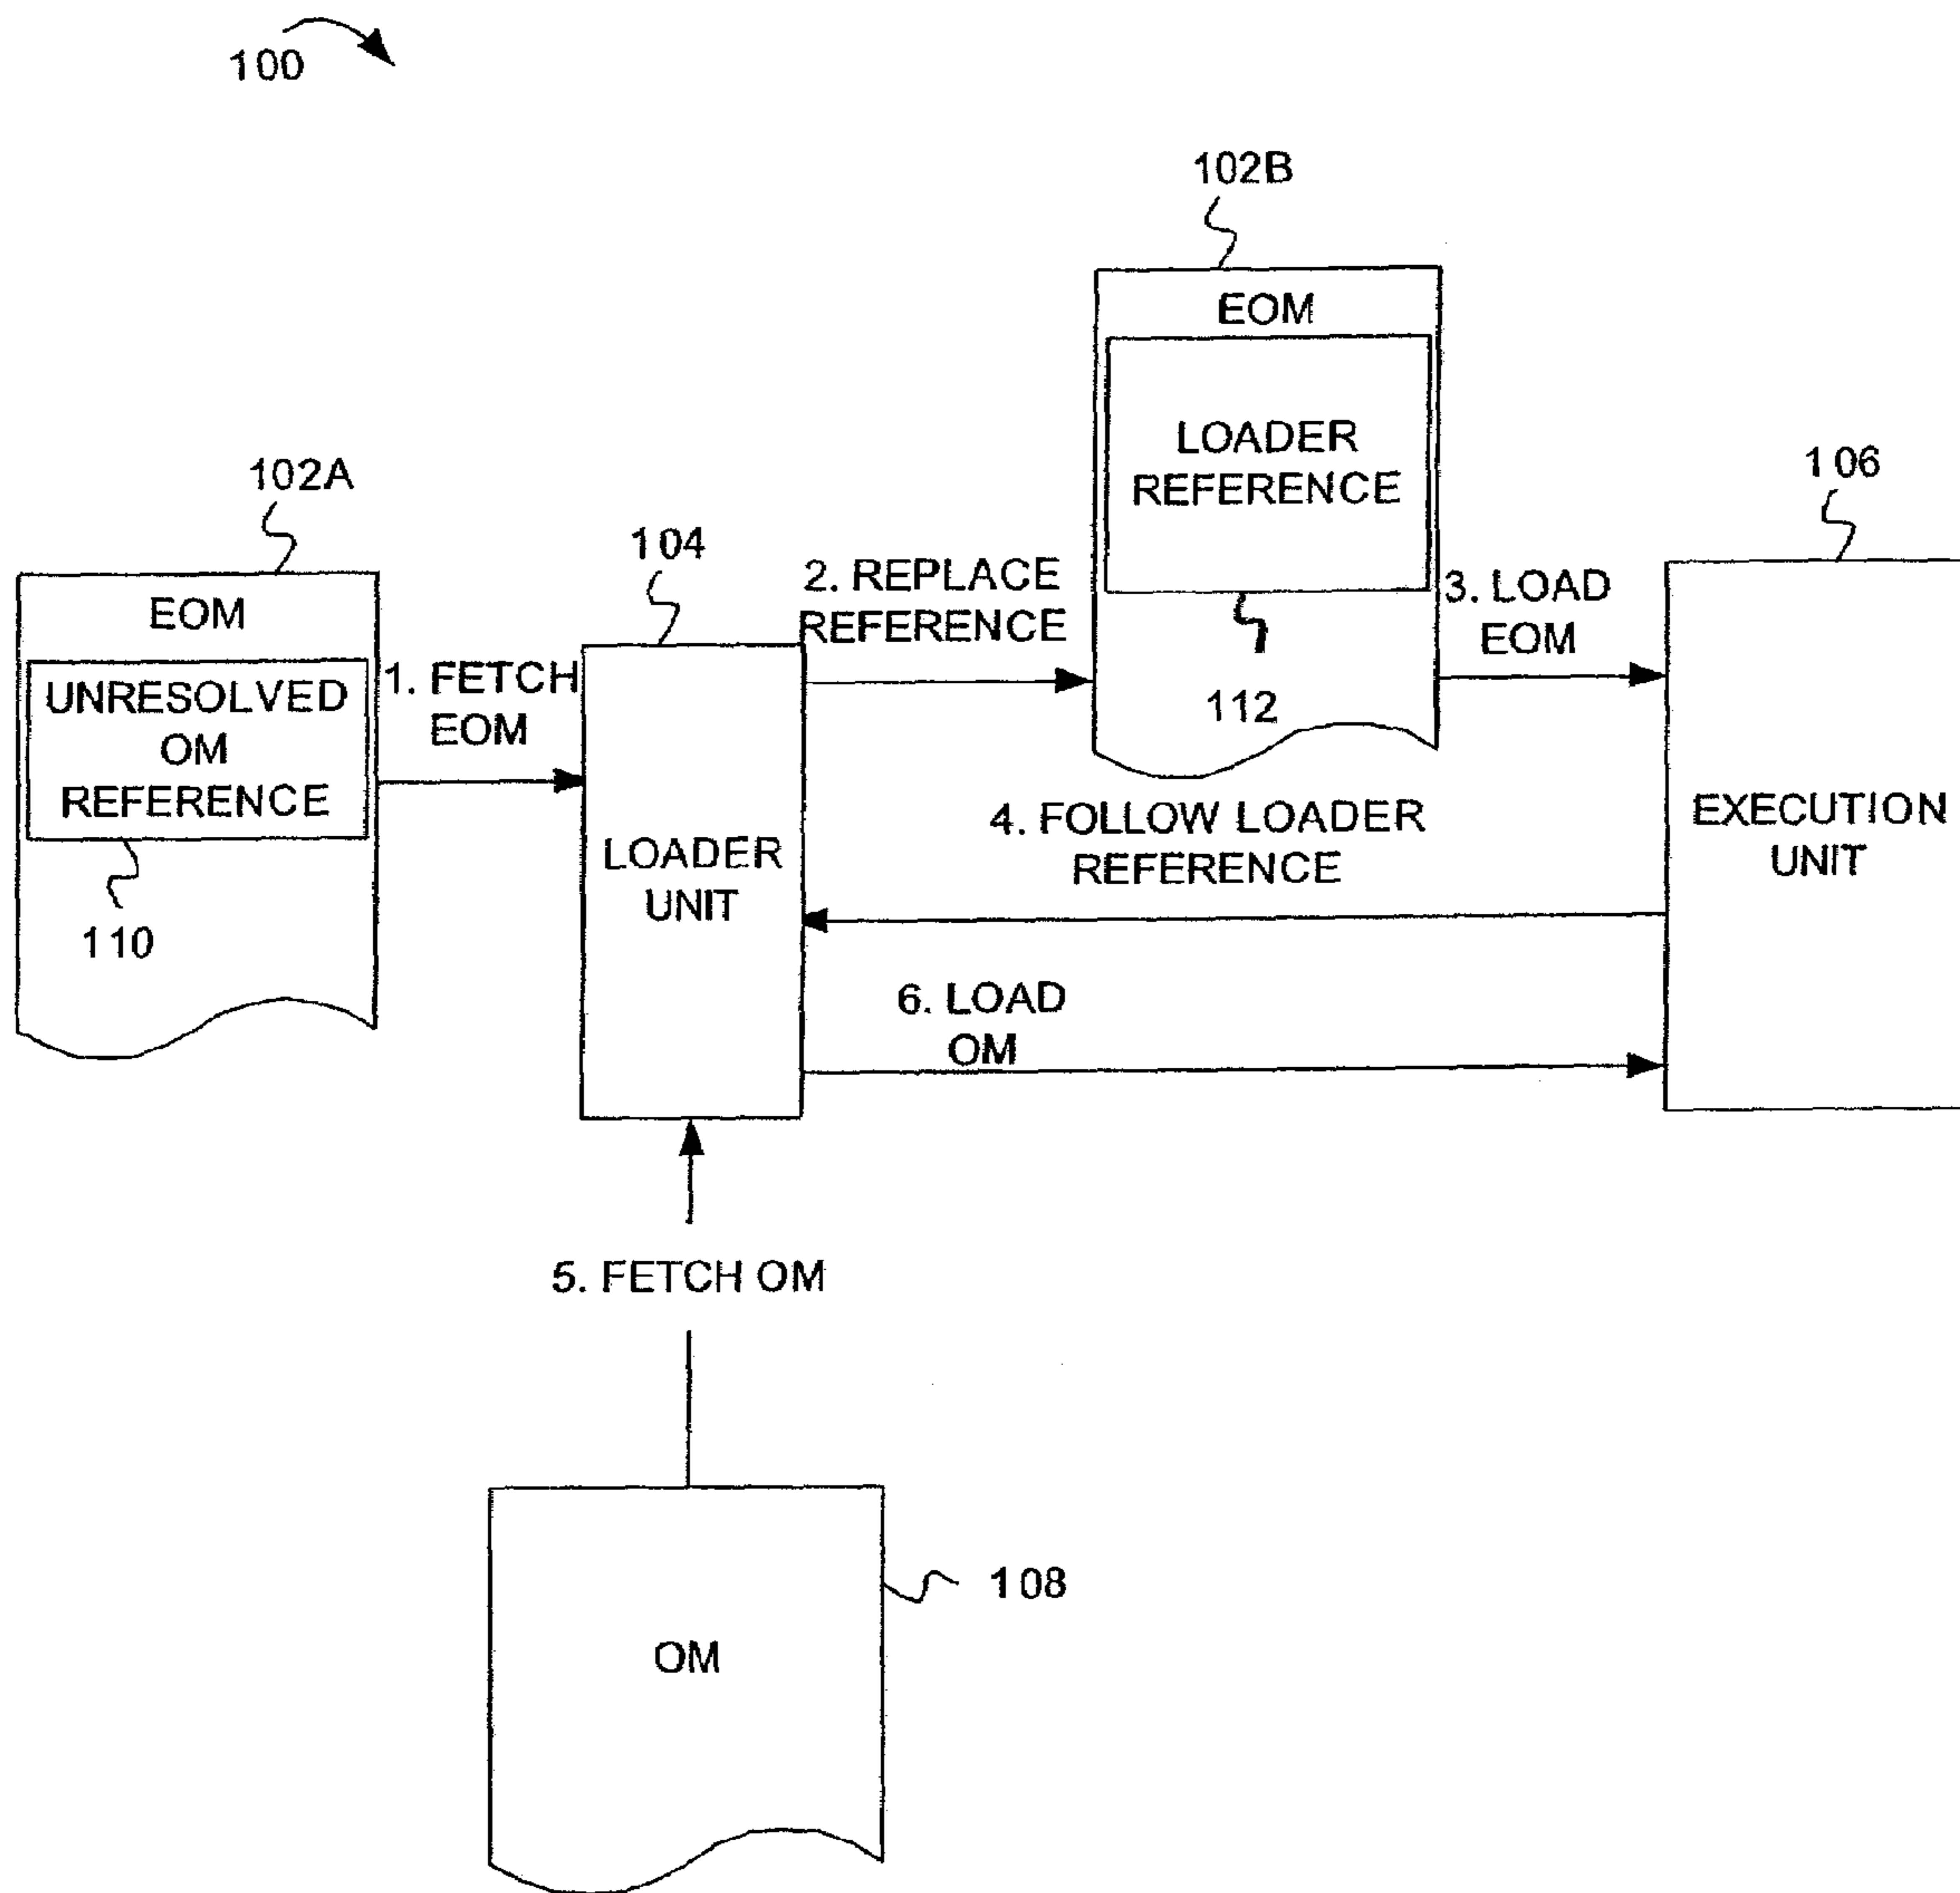 100
102B
EOM
LOADER
REFERENCE
112
102A
EOM
UNRESOLVED
OM
REFERENCE
110
1. FETCH
EOM
104
LOADER
UNIT
2. REPLACE
REFERENCE
3. LOAD
EOM
106
EXECUTION
UNIT
4. FOLLOW LOADER
REFERENCE
6. LOAD
OM
5. FETCH OM
OM
108